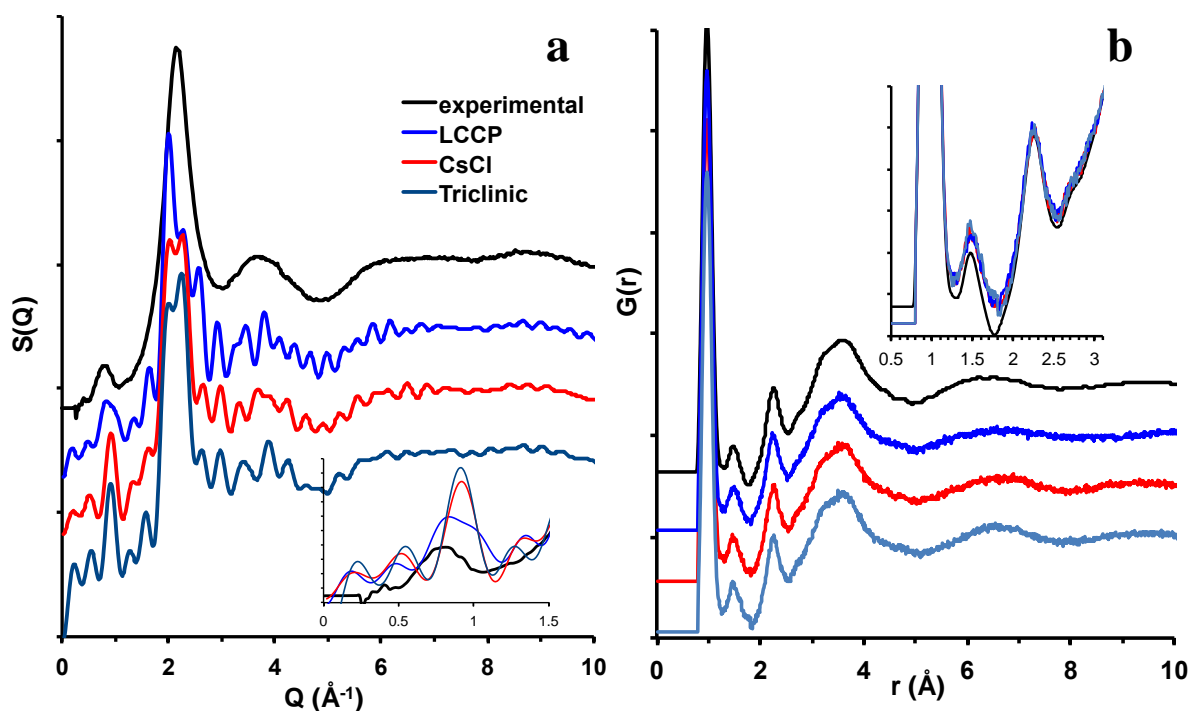 a
experimental
LCCP
CsCl
Triclinic
S(Q)
0 0.5 1 1.5
0 2 4 6 8 10
Q (Å-1)
b
G(r)
0.5 1 1.5 2 2.5 3
0 2 4 6 8 10
r (Å)